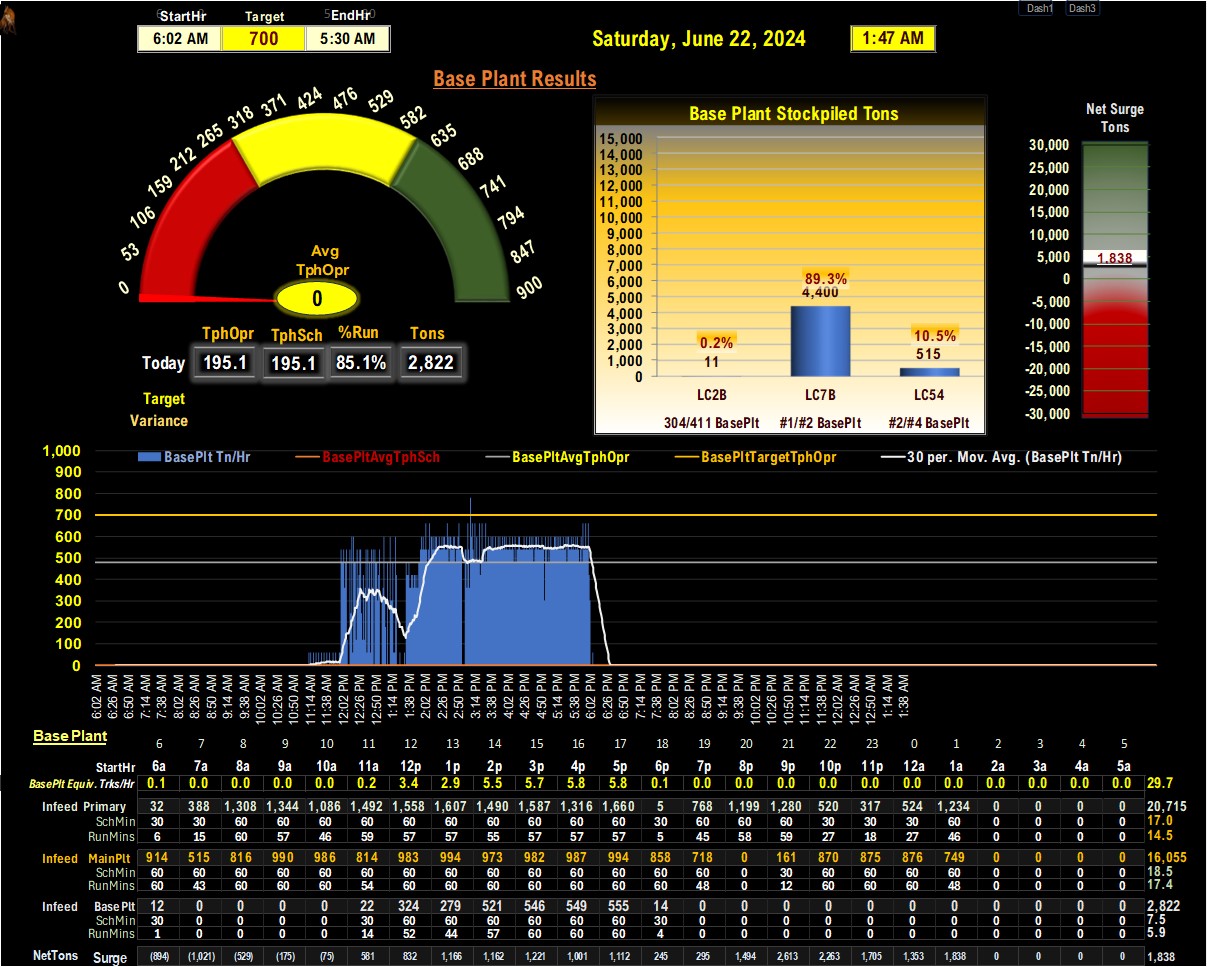 Dash1 Dash3
StartHr Target EndHr
6:02 AM 700 5:30 AM
Saturday, June 22, 2024 1:47 AM
Base Plant Results
0 53 106 159 212 265 318 371 424 476 529 582 635 688 741 794 847 900
Avg
TphOpr
0
TphOpr TphSch %Run Tons
Today 195.1 195.1 85.1% 2,822
Target
Variance
Base Plant Stockpiled Tons
15,000
14,000
13,000
12,000
11,000
10,000
9,000
8,000
7,000
6,000
5,000
4,000
3,000
2,000
1,000
0
0.2% 89.3% 10.5%
11 4,400 515
LC2B LC7B LC54
304/411 BasePlt #1/#2 BasePlt #2/#4 BasePlt
Net Surge
Tons
30,000
25,000
20,000
15,000
10,000
5,000
0
-5,000
-10,000
-15,000
-20,000
-25,000
-30,000
1,838
BasePlt Tn/Hr BasePltAvgTphSch BasePltAvgTphOpr BasePltTargetTphOpr 30 per. Mov. Avg. (BasePlt Tn/Hr)
1,000
900
800
700
600
500
400
300
200
100
0
6:02 AM 6:26 AM 6:50 AM 7:14 AM 7:38 AM 8:02 AM 8:26 AM 8:50 AM 9:14 AM 9:38 AM 10:02 AM 10:26 AM 10:50 AM 11:14 AM 11:38 AM 12:02 PM 12:26 PM 12:50 PM 1:14 PM 1:38 PM 2:02 PM 2:26 PM 2:50 PM 3:14 PM 3:38 PM 4:02 PM 4:26 PM 4:50 PM 5:14 PM 5:38 PM 6:02 PM 6:26 PM 6:50 PM 7:14 PM 7:38 PM 8:02 PM 8:26 PM 8:50 PM 9:14 PM 9:38 PM 10:02 PM 10:26 PM 10:50 PM 11:14 PM 11:38 PM 12:02 AM 12:26 AM 12:50 AM 1:14 AM 1:38 AM
Base Plant
6 7 8 9 10 11 12 13 14 15 16 17 18 19 20 21 22 23 0 1 2 3 4 5
StartHr 6a 7a 8a 9a 10a 11a 12p 1p 2p 3p 4p 5p 6p 7p 8p 9p 10p 11p 12a 1a 2a 3a 4a 5a
BasePlt Equiv. Trks/Hr 0.1 0.0 0.0 0.0 0.0 0.2 3.4 2.9 5.5 5.7 5.8 5.8 0.1 0.0 0.0 0.0 0.0 0.0 0.0 0.0 0.0 0.0 0.0 0.0 29.7
Infeed Primary 32 388 1,308 1,344 1,086 1,492 1,558 1,607 1,490 1,587 1,316 1,660 5 768 1,199 1,280 520 317 524 1,234 0 0 0 0 20,715
SchMin 30 30 60 60 60 60 60 60 60 60 60 60 30 60 60 60 30 30 30 60 0 0 0 0 17.0
RunMins 6 15 60 57 46 59 57 57 55 57 57 57 5 45 58 59 27 18 27 46 0 0 0 0 14.5
Infeed MainPlt 914 515 816 990 986 814 983 994 973 982 987 994 858 718 0 161 870 875 876 749 0 0 0 0 16,055
SchMin 60 60 60 60 60 60 60 60 60 60 60 60 60 60 0 30 60 60 60 60 0 0 0 0 18.5
RunMins 60 43 60 60 60 54 60 60 60 60 60 60 60 48 0 12 60 60 60 48 0 0 0 0 17.4
Infeed BasePlt 12 0 0 0 0 22 324 279 521 546 549 555 14 0 0 0 0 0 0 0 0 0 0 0 2,822
SchMin 30 0 0 0 0 30 60 60 60 60 60 60 30 0 0 0 0 0 0 0 0 0 0 0 7.5
RunMins 1 0 0 0 0 14 52 44 57 60 60 60 4 0 0 0 0 0 0 0 0 0 0 0 5.9
NetTons Surge (894) (1,021) (529) (175) (75) 581 832 1,166 1,162 1,221 1,001 1,112 245 295 1,494 2,613 2,263 1,705 1,353 1,838 0 0 0 0 1,838